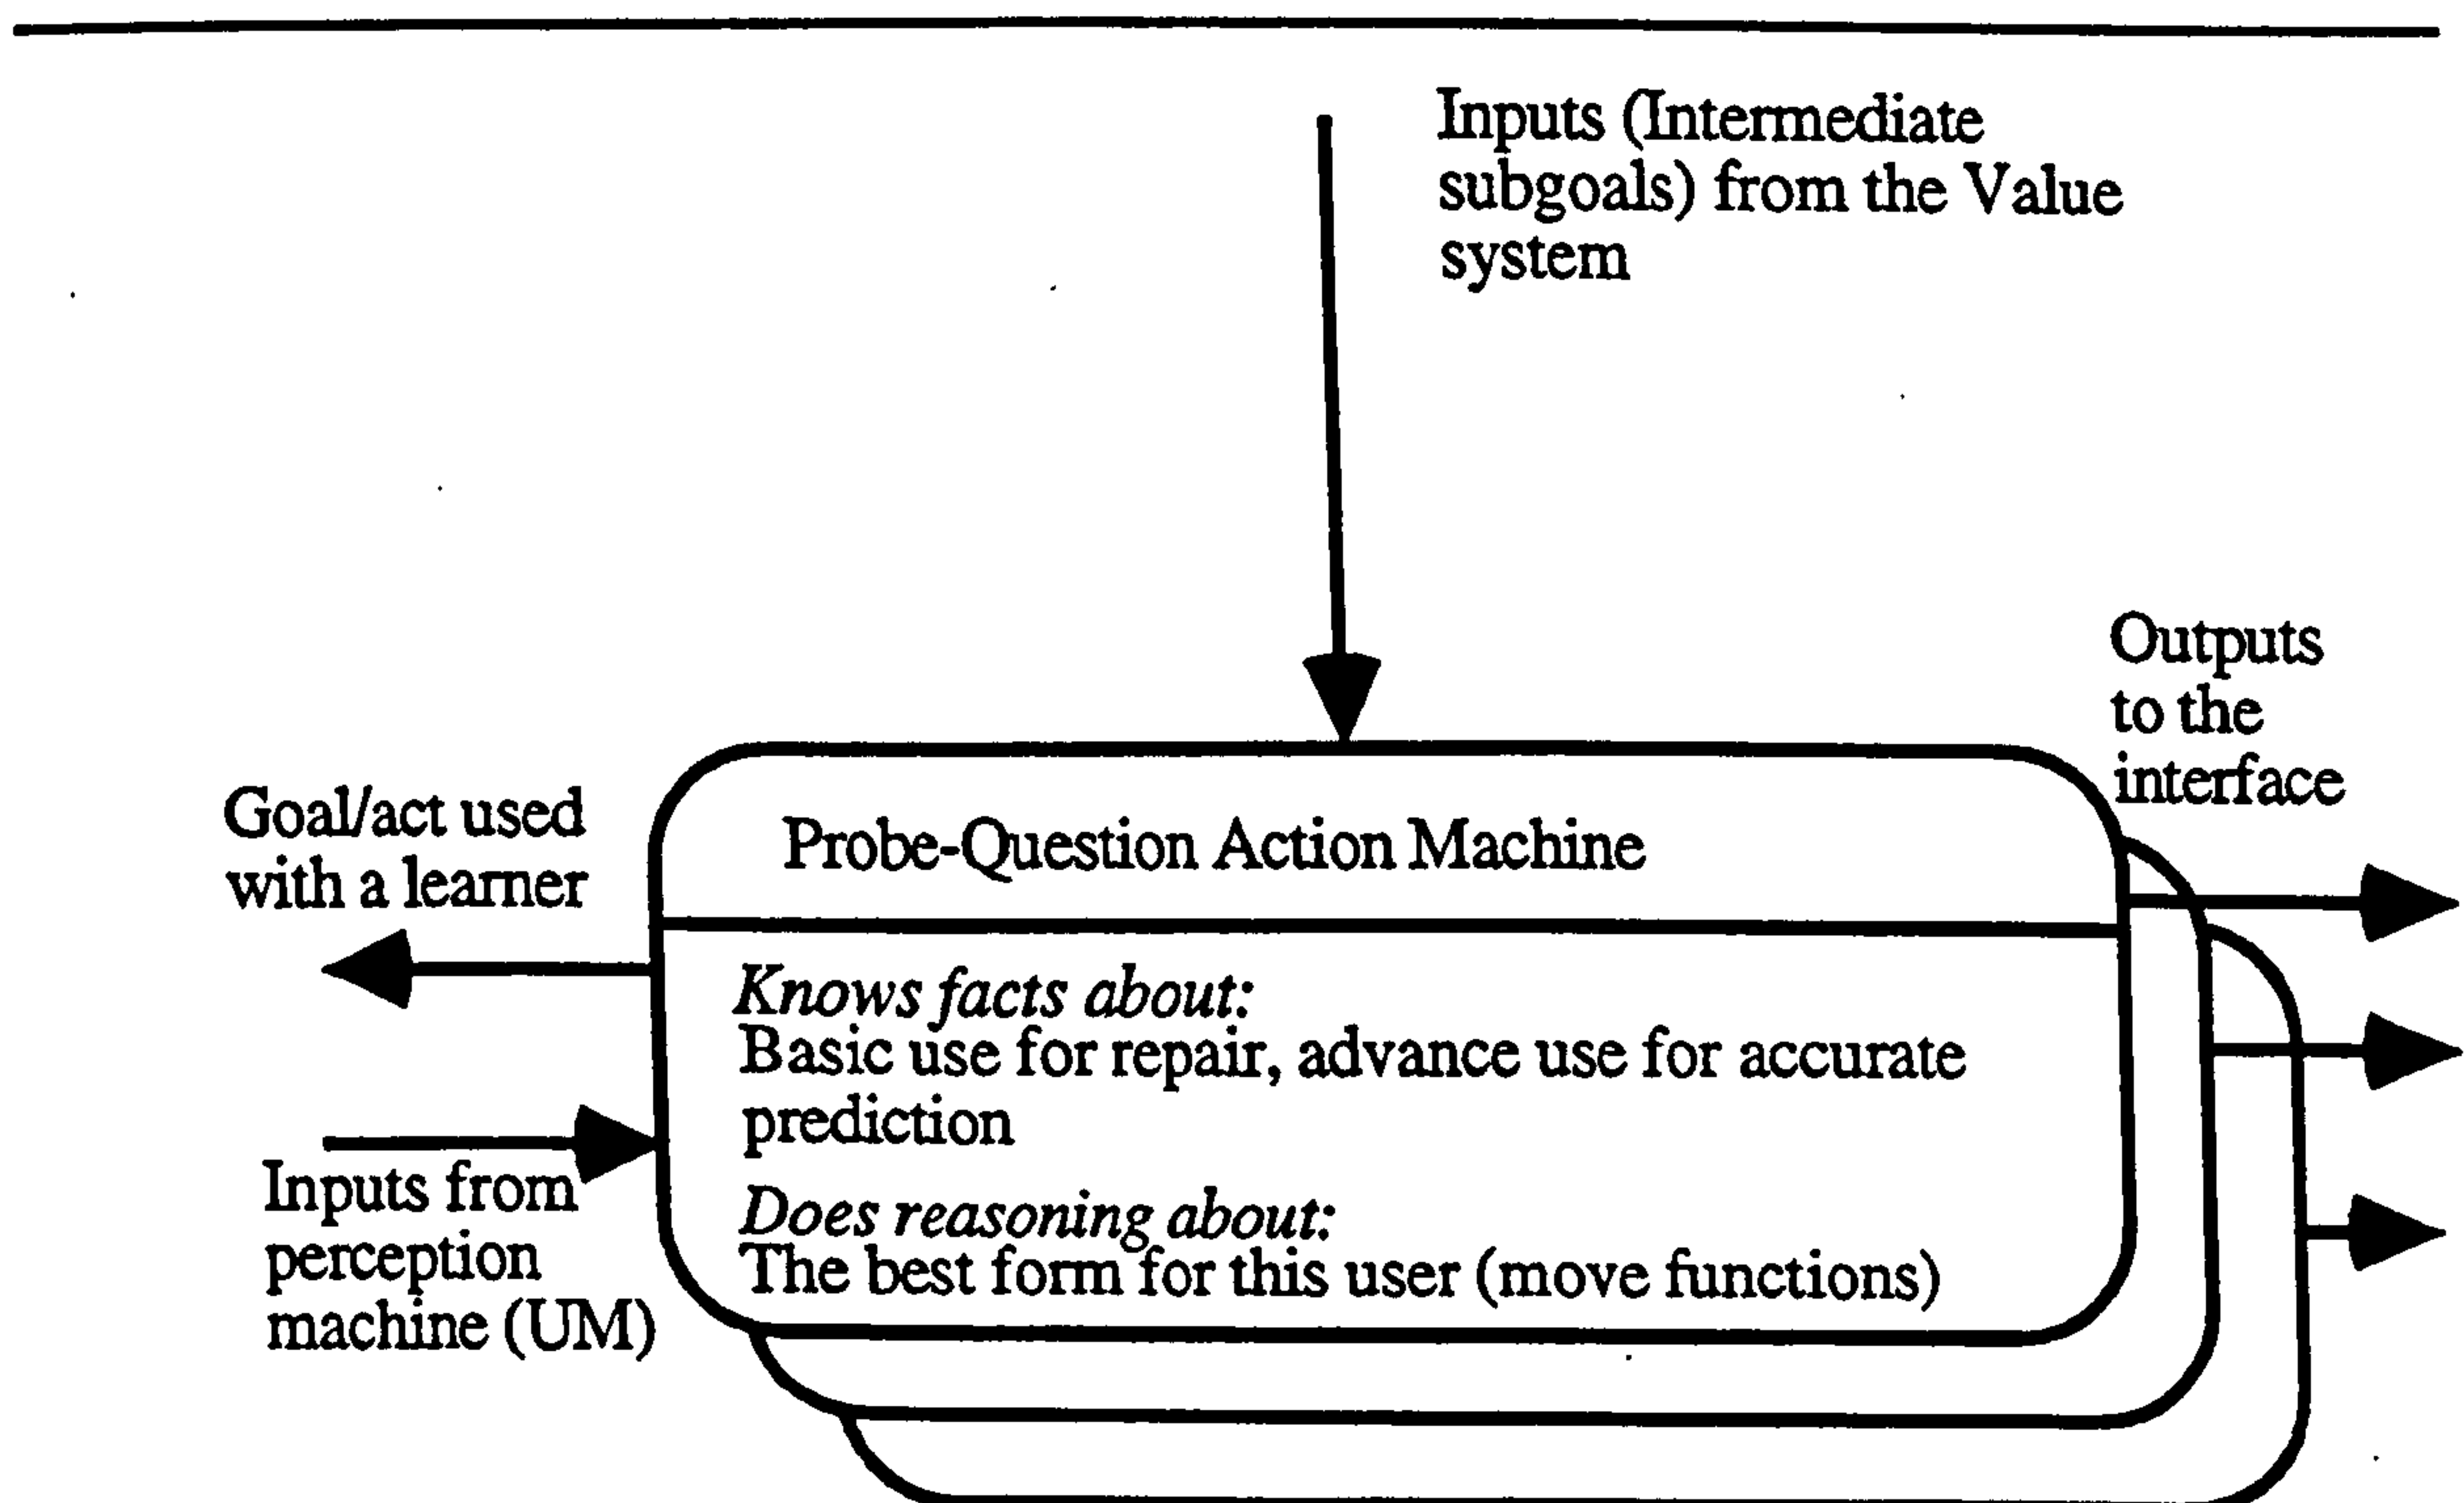 Inputs (Intermediate
subgoals) from the Value
system
Outputs
to the
interface
Goal/act used
with a learner
Probe-Question Action Machine
Knows facts about:
Basic use for repair, advance use for accurate
prediction
Does reasoning about:
The best form for this user (move functions)
Inputs from
perception
machine (UM)